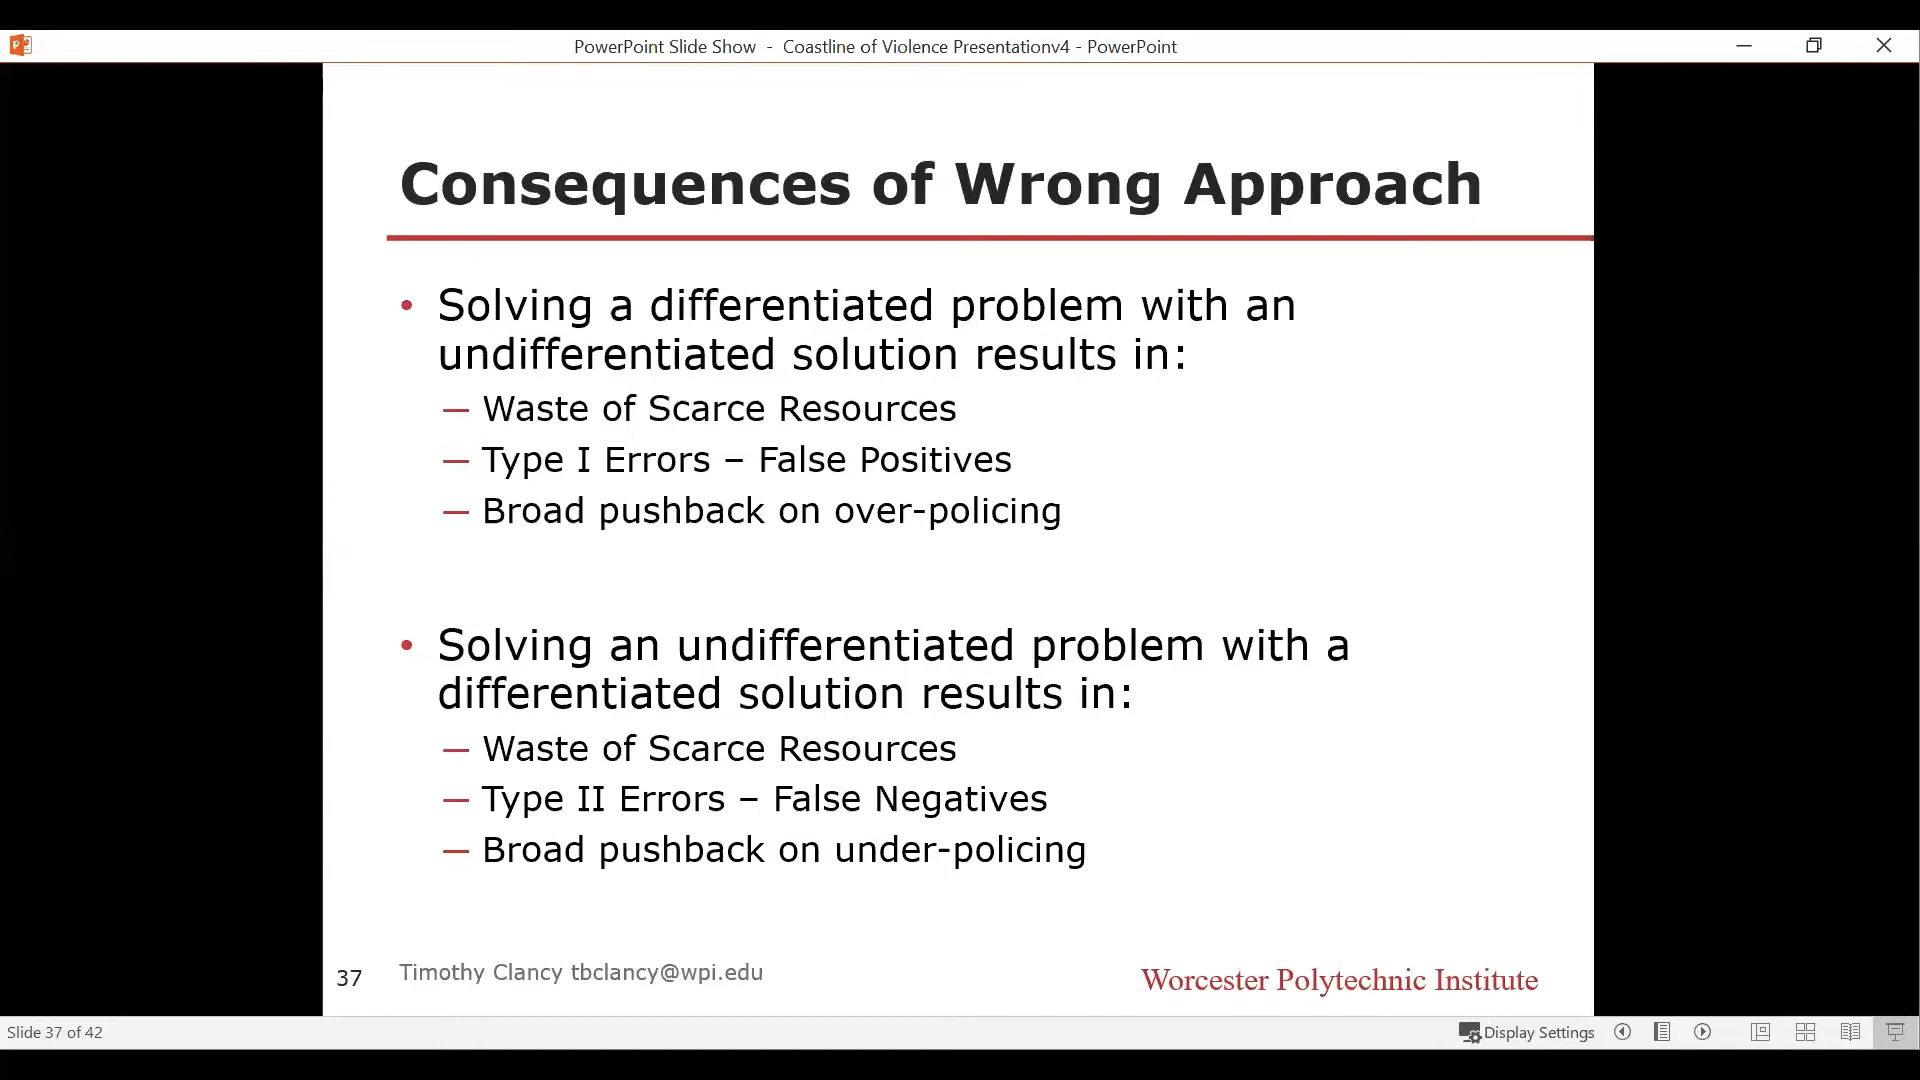 PowerPoint Slide Show - Coastline of Violence Presentationv4 - PowerPoint
Consequences of Wrong Approach
• Solving a differentiated problem with an
undifferentiated solution results in:
— Waste of Scarce Resources
— Type I Errors – False Positives
— Broad pushback on over-policing
• Solving an undifferentiated problem with a
differentiated solution results in:
— Waste of Scarce Resources
— Type II Errors – False Negatives
— Broad pushback on under-policing
37 Timothy Clancy tbclancy@wpi.edu Worcester Polytechnic Institute
Slide 37 of 42 Display Settings